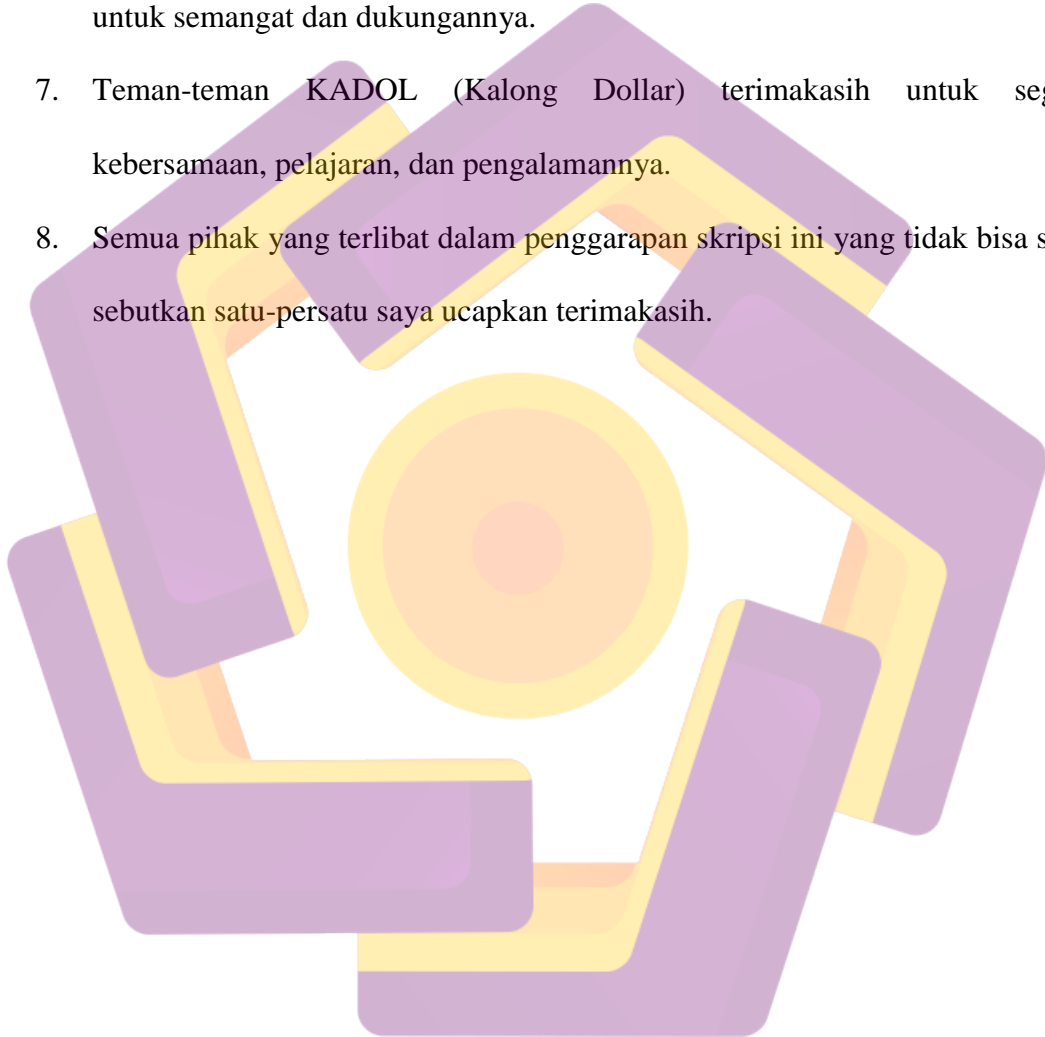 untuk semangat dan dukungannya.
7. Teman-teman KADOL (Kalong Dollar) terimakasih untuk
kebersamaan, pelajaran, dan pengalamannya.
8. Semua pihak yang terlibat dalam penggarapan skripsi ini yang tidak bisa
sebutkan satu-persatu saya ucapkan terimakasih.